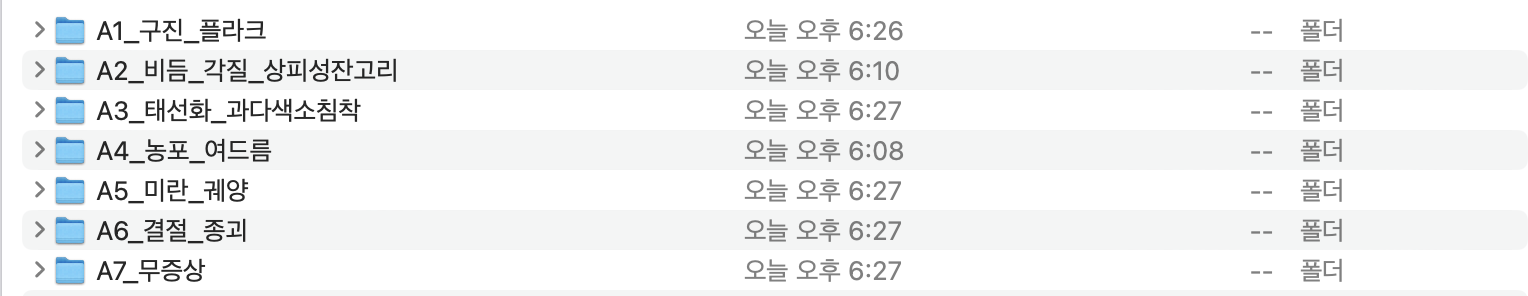 A1_구진_플라크 오늘 오후 6:26 -- 폴더
A2_비듬_각질_상피성잔고리 오늘 오후 6:10 -- 폴더
A3_태선화_과다색소침착 오늘 오후 6:27 -- 폴더
A4_농포_여드름 오늘 오후 6:08 -- 폴더
A5_미란_궤양 오늘 오후 6:27 -- 폴더
A6_결절_종괴 오늘 오후 6:27 -- 폴더
A7_무증상 오늘 오후 6:27 -- 폴더